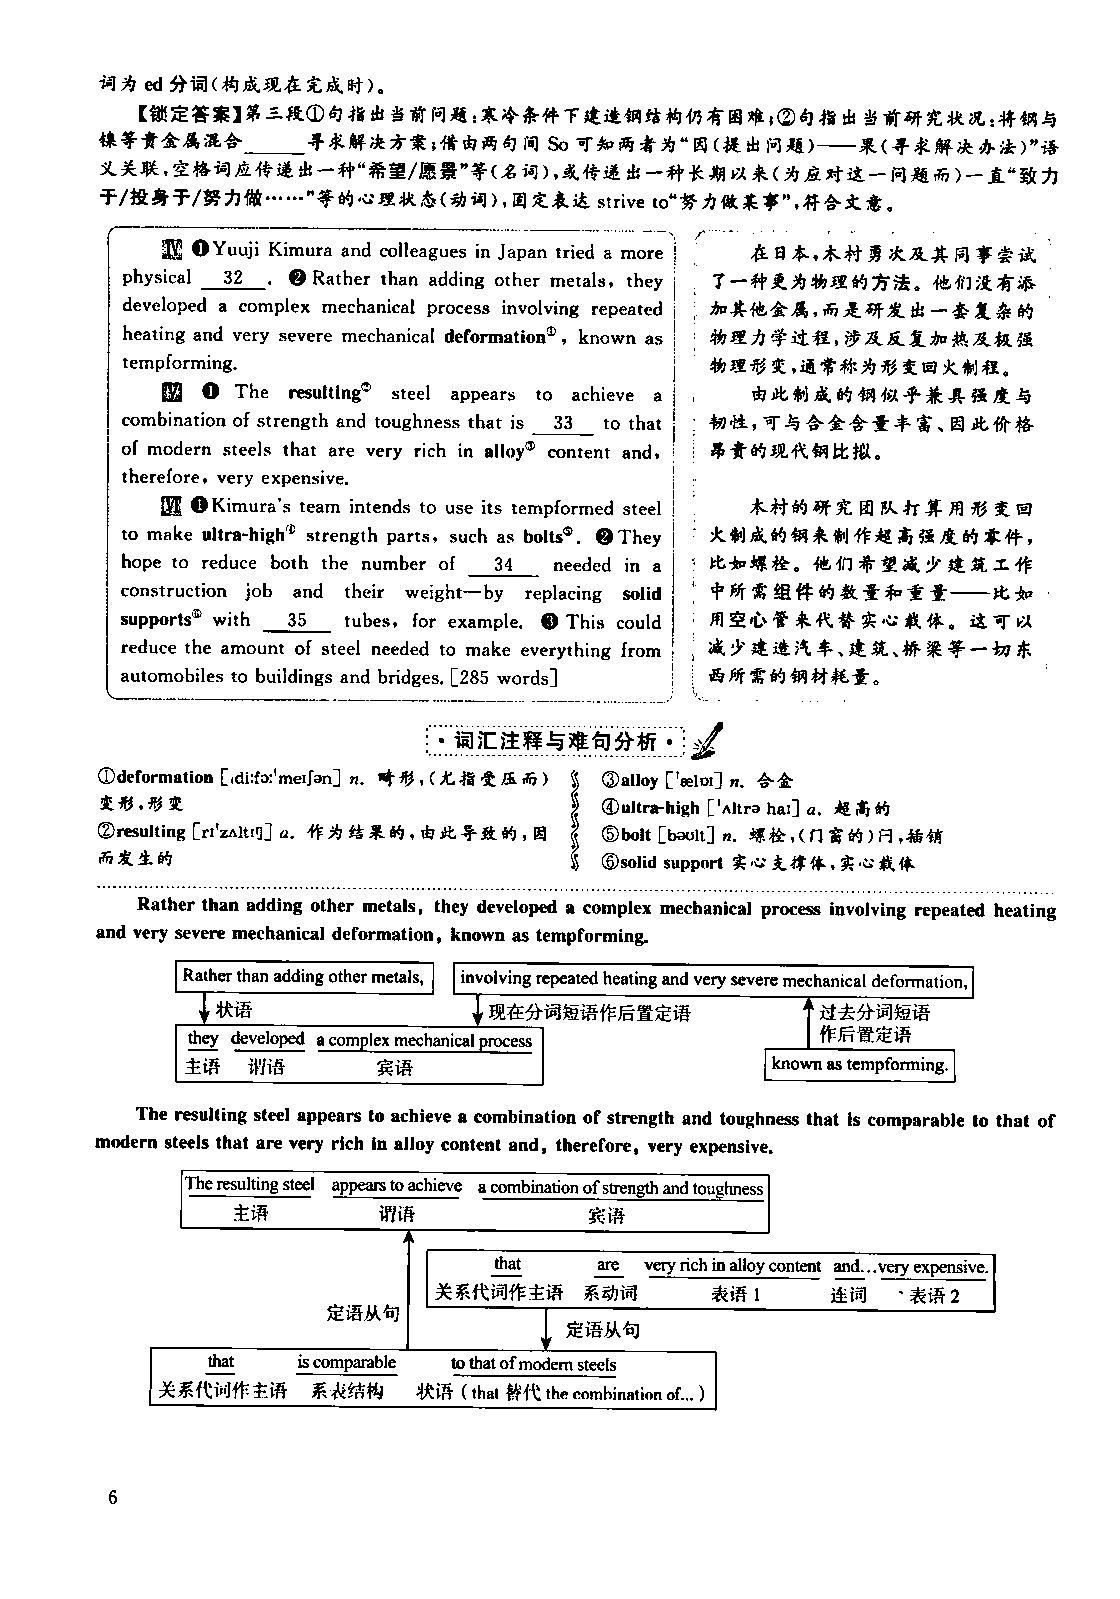 词为 ed 分词(构成现在完成时)。
【锁定答案】第三段①句指出当前问题:寒冷条件下建造钢结构仍有困难;②句指出当前研究状况:将钢与
镍等贵金属混合______寻求解决方案;借由两句间 So 可知两者为“因(提出问题)——果(寻求解决办法)”语
义关联,空格词应传递出一种“希望/愿景”等(名词),或传递出一种长期以来(为应对这一问题而)一直“致力
于/投身于/努力做……”等的心理状态(动词),固定表达 strive to“努力做某事”,符合文意。
Ⅳ ❶Yuuji Kimura and colleagues in Japan tried a more
physical 32 . ❷Rather than adding other metals, they
developed a complex mechanical process involving repeated
heating and very severe mechanical deformation①, known as
tempforming.
Ⅴ ❶ The resulting② steel appears to achieve a
combination of strength and toughness that is 33 to that
of modern steels that are very rich in alloy③ content and,
therefore, very expensive.
Ⅵ ❶Kimura's team intends to use its tempformed steel
to make ultra-high④ strength parts, such as bolts⑤. ❷They
hope to reduce both the number of 34 needed in a
construction job and their weight—by replacing solid
supports⑥ with 35 tubes, for example. ❸This could
reduce the amount of steel needed to make everything from
automobiles to buildings and bridges. [285 words]
在日本,木村勇次及其同事尝试
了一种更为物理的方法。他们没有添
加其他金属,而是研发出一套复杂的
物理力学过程,涉及反复加热及极强
物理形变,通常称为形变回火制程。
由此制成的钢似乎兼具强度与
韧性,可与合金含量丰富、因此价格
昂贵的现代钢比拟。
木村的研究团队打算用形变回
火制成的钢来制作超高强度的零件,
比如螺栓。他们希望减少建筑工作
中所需组件的数量和重量——比如
用空心管来代替实心载体。这可以
减少建造汽车、建筑、桥梁等一切东
西所需的钢材耗量。
·词汇注释与难句分析·
①deformation [ˌdiːfɔːˈmeɪʃən] n. 畸形,(尤指受压而)
变形,形变
②resulting [rɪˈzʌltɪŋ] a. 作为结果的,由此导致的,因
而发生的
③alloy [ˈælɒɪ] n. 合金
④ultra-high [ˈʌltrə haɪ] a. 超高的
⑤bolt [bəʊlt] n. 螺栓,(门窗的)闩,插销
⑥solid support 实心支撑体,实心载体
Rather than adding other metals, they developed a complex mechanical process involving repeated heating
and very severe mechanical deformation, known as tempforming.
Rather than adding other metals, involving repeated heating and very severe mechanical deformation,
状语 现在分词短语作后置定语 过去分词短语
作后置定语
they developed a complex mechanical process
主语 谓语 宾语
known as tempforming.
The resulting steel appears to achieve a combination of strength and toughness that is comparable to that of
modern steels that are very rich in alloy content and, therefore, very expensive.
The resulting steel appears to achieve a combination of strength and toughness
主语 谓语 宾语
that are very rich in alloy content and…very expensive.
关系代词作主语 系动词 表语 1 连词 表语 2
定语从句
定语从句
that is comparable to that of modern steels
关系代词作主语 系表结构 状语(that 替代 the combination of...)
6